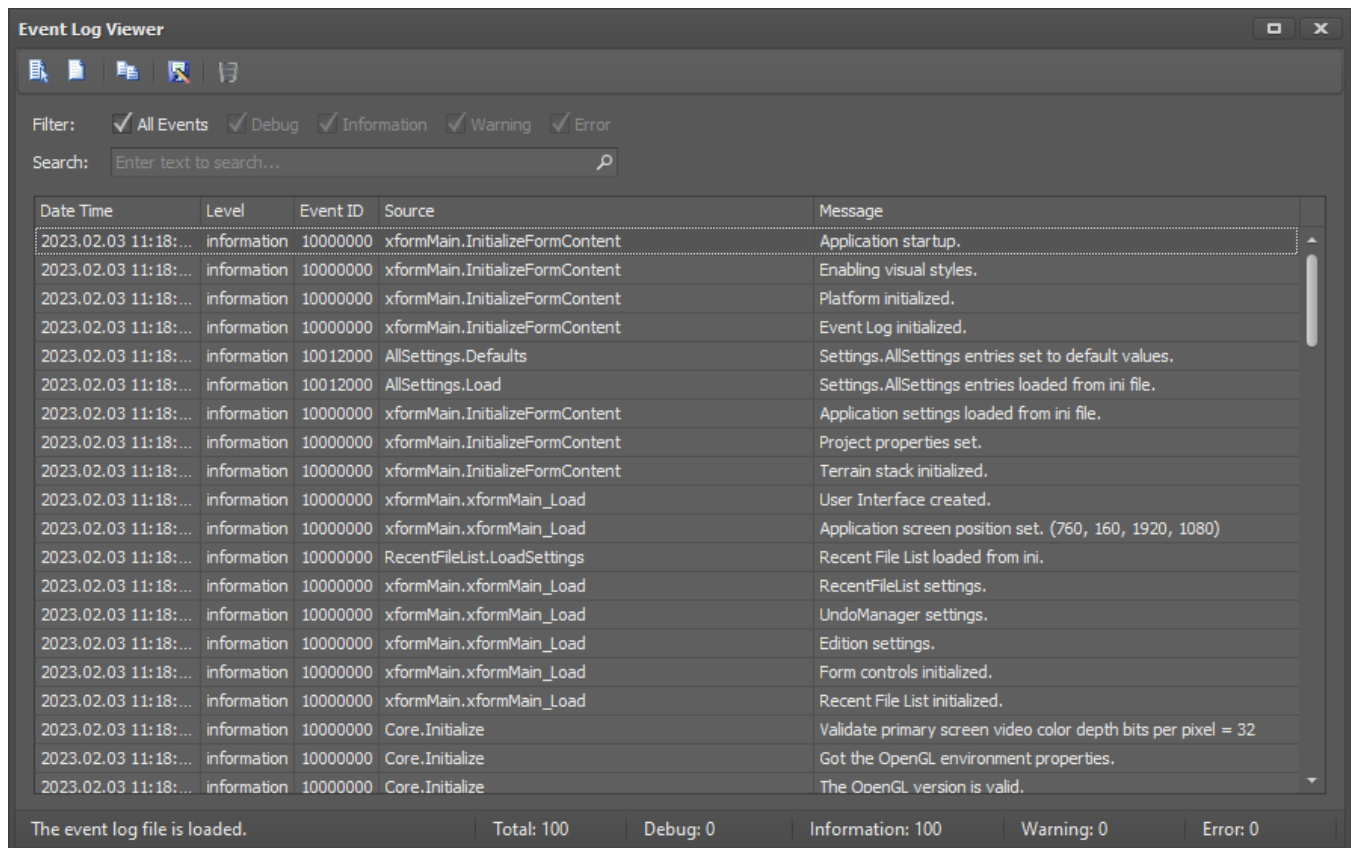 Event Log Viewer
Filter: All Events Debug Information Warning Error
Search: Enter text to search...
Date Time Level Event ID Source Message
2023.02.03 11:18:... information 10000000 xformMain.InitializeFormContent Application startup.
2023.02.03 11:18:... information 10000000 xformMain.InitializeFormContent Enabling visual styles.
2023.02.03 11:18:... information 10000000 xformMain.InitializeFormContent Platform initialized.
2023.02.03 11:18:... information 10000000 xformMain.InitializeFormContent Event Log initialized.
2023.02.03 11:18:... information 10012000 AllSettings.Defaults Settings.AllSettings entries set to default values.
2023.02.03 11:18:... information 10012000 AllSettings.Load Settings.AllSettings entries loaded from ini file.
2023.02.03 11:18:... information 10000000 xformMain.InitializeFormContent Application settings loaded from ini file.
2023.02.03 11:18:... information 10000000 xformMain.InitializeFormContent Project properties set.
2023.02.03 11:18:... information 10000000 xformMain.InitializeFormContent Terrain stack initialized.
2023.02.03 11:18:... information 10000000 xformMain.xformMain_Load User Interface created.
2023.02.03 11:18:... information 10000000 xformMain.xformMain_Load Application screen position set. (760, 160, 1920, 1080)
2023.02.03 11:18:... information 10000000 RecentFileList.LoadSettings Recent File List loaded from ini.
2023.02.03 11:18:... information 10000000 xformMain.xformMain_Load RecentFileList settings.
2023.02.03 11:18:... information 10000000 xformMain.xformMain_Load UndoManager settings.
2023.02.03 11:18:... information 10000000 xformMain.xformMain_Load Edition settings.
2023.02.03 11:18:... information 10000000 xformMain.xformMain_Load Form controls initialized.
2023.02.03 11:18:... information 10000000 xformMain.xformMain_Load Recent File List initialized.
2023.02.03 11:18:... information 10000000 Core.Initialize Validate primary screen video color depth bits per pixel = 32
2023.02.03 11:18:... information 10000000 Core.Initialize Got the OpenGL environment properties.
2023.02.03 11:18:... information 10000000 Core.Initialize The OpenGL version is valid.
The event log file is loaded. Total: 100 Debug: 0 Information: 100 Warning: 0 Error: 0